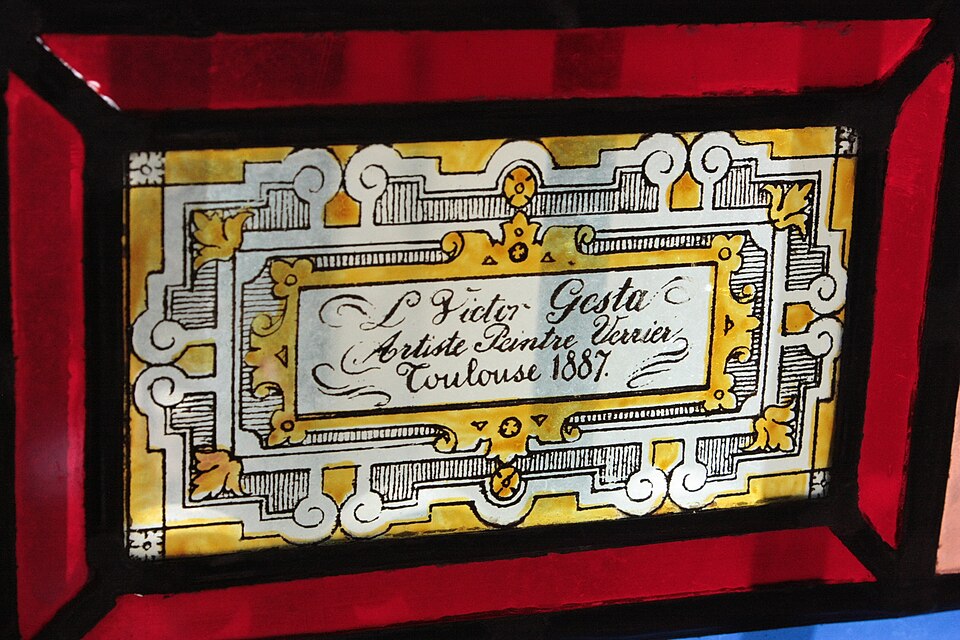 L Victor Gesta
Artiste Peintre Verrier
Toulouse 1887.